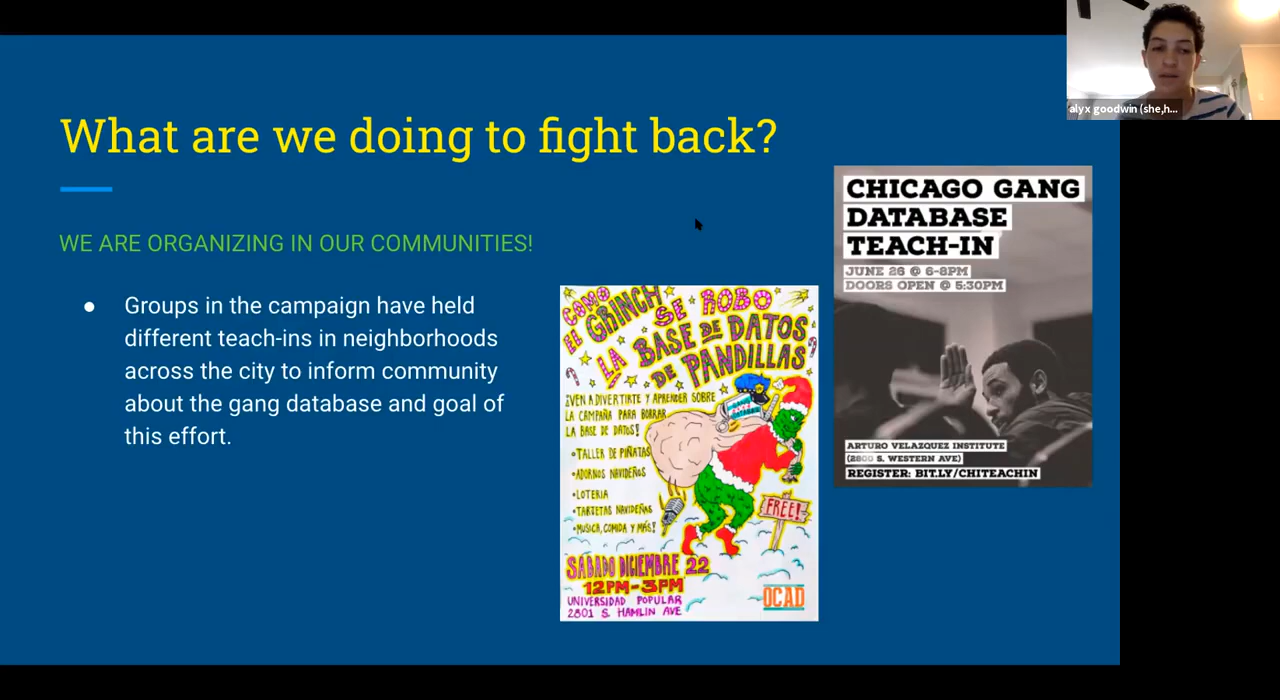 What are we doing to fight back?
WE ARE ORGANIZING IN OUR COMMUNITIES!
● Groups in the campaign have held
different teach-ins in neighborhoods
across the city to inform community
about the gang database and goal of
this effort.
COMO
EL GRINCH
SE ROBO
LA BASE DE DATOS
DE PANDILLAS
¡VEN A DIVERTIRTE Y APRENDER SOBRE
LA CAMPAÑA PARA BORRAR
LA BASE DE DATOS!
•TALLER DE PIÑATAS
•ADORNOS NAVIDEÑOS
•LOTERIA
•TARJETAS NAVIDEÑAS
•MUSICA, COMIDA Y MÁS!
FREE!
SABADO DICIEMBRE 22
12PM-3PM
UNIVERSIDAD POPULAR
2801 S. HAMLIN AVE
OCAD
CHICAGO GANG
DATABASE
TEACH-IN
JUNE 26 @ 6-8PM
DOORS OPEN @ 5:30PM
ARTURO VELAZQUEZ INSTITUTE
(2800 S. WESTERN AVE)
REGISTER: BIT.LY/CHITEACHIN
alyx goodwin (she,h...